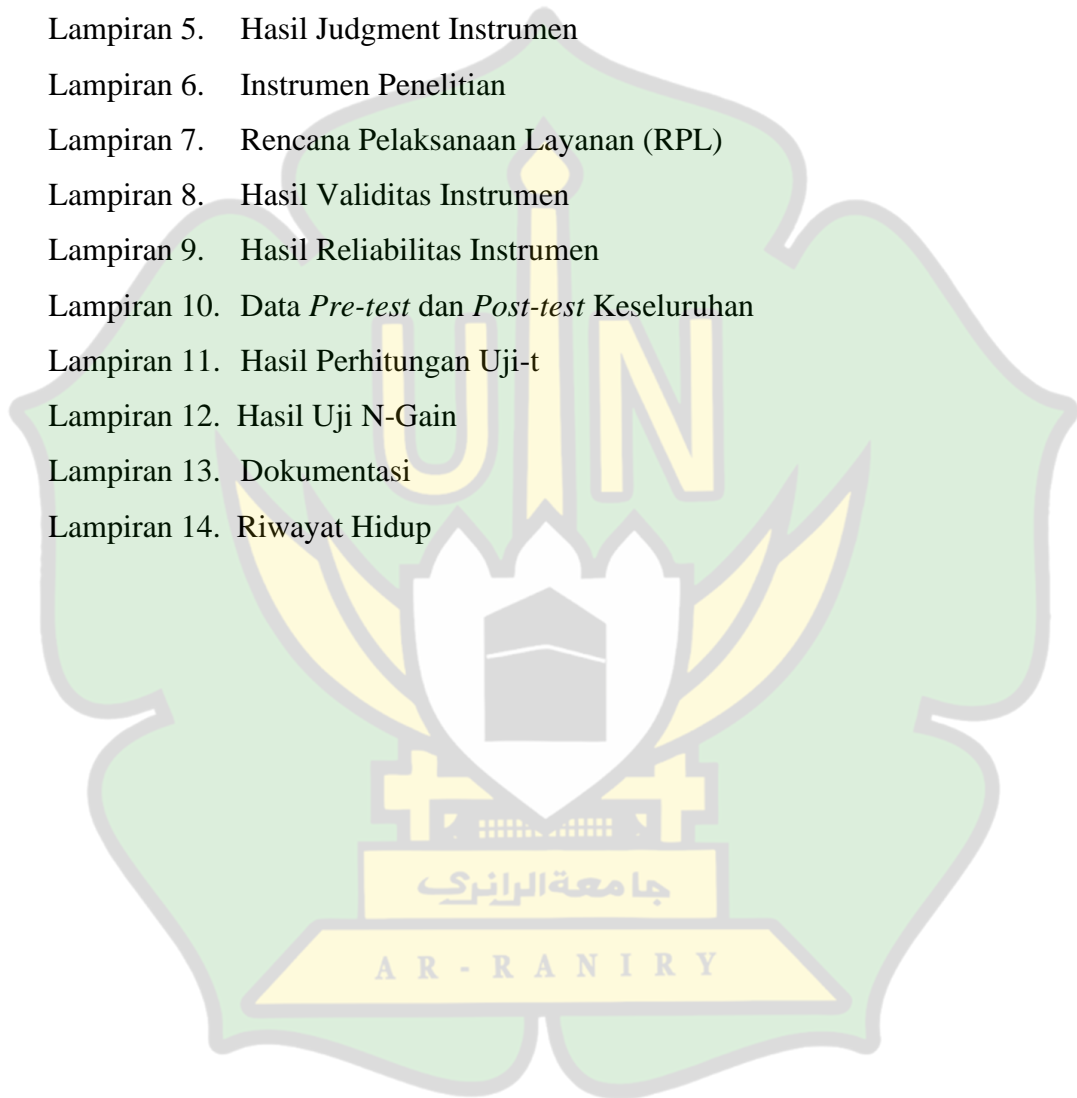 Lampiran 5. Hasil Judgment Instrumen
Lampiran 6. Instrumen Penelitian
Lampiran 7. Rencana Pelaksanaan Layanan (RPL)
Lampiran 8. Hasil Validitas Instrumen
Lampiran 9. Hasil Reliabilitas Instrumen
Lampiran 10. Data Pre-test dan Post-test Keseluruhan
Lampiran 11. Hasil Perhitungan Uji-t
Lampiran 12. Hasil Uji N-Gain
Lampiran 13. Dokumentasi
Lampiran 14. Riwayat Hidup
UIN
جامعة الرانري
AR-RANIRY